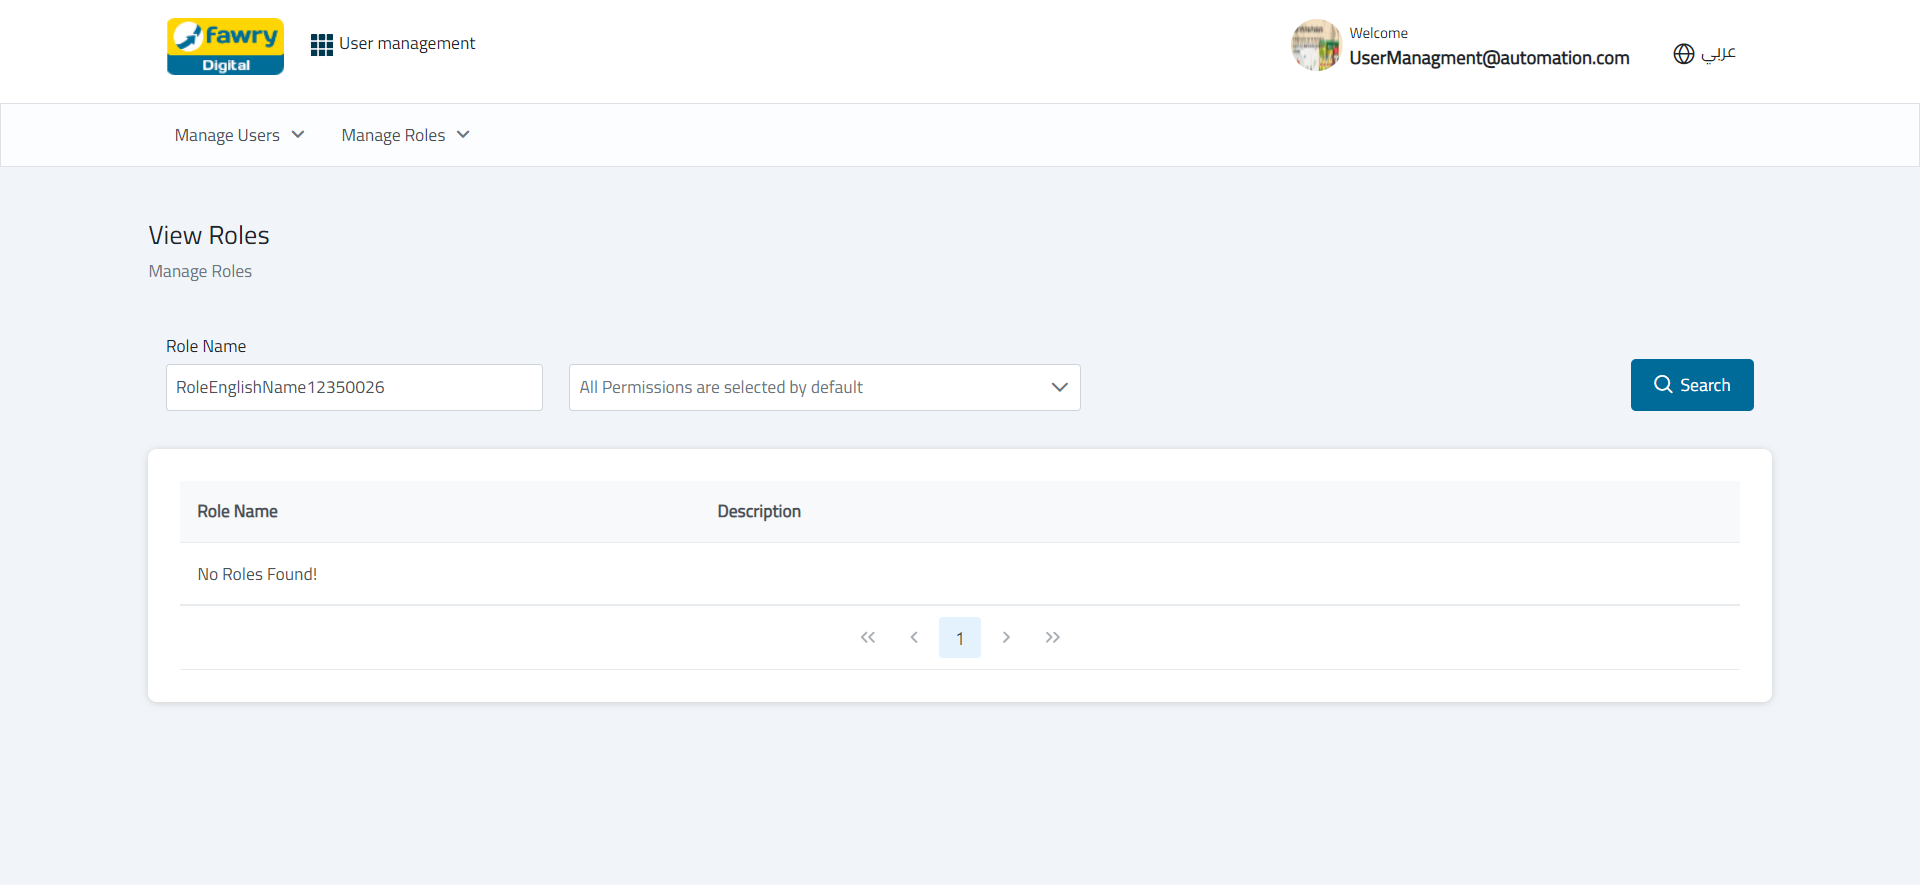 fawry
Digital
User management
Welcome
UserManagment@automation.com
عربي
Manage Users
Manage Roles
View Roles
Manage Roles
Role Name
RoleEnglishName12350026
All Permissions are selected by default
Search
Role Name
Description
No Roles Found!
1